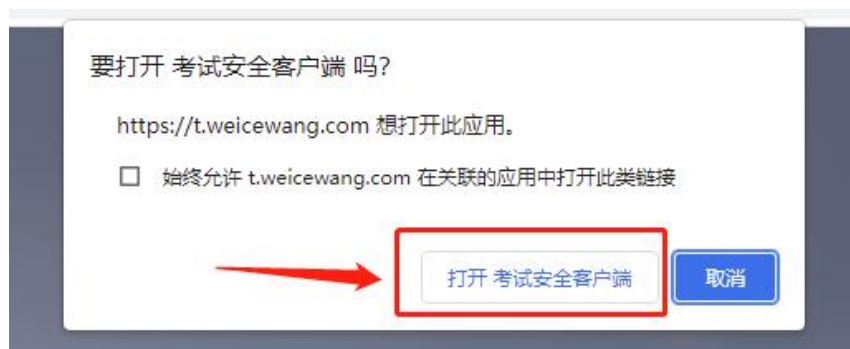 要打开 考试安全客户端 吗?
https://t.weicewang.com 想打开此应用。
始终允许 t.weicewang.com 在关联的应用中打开此类链接
打开 考试安全客户端
取消